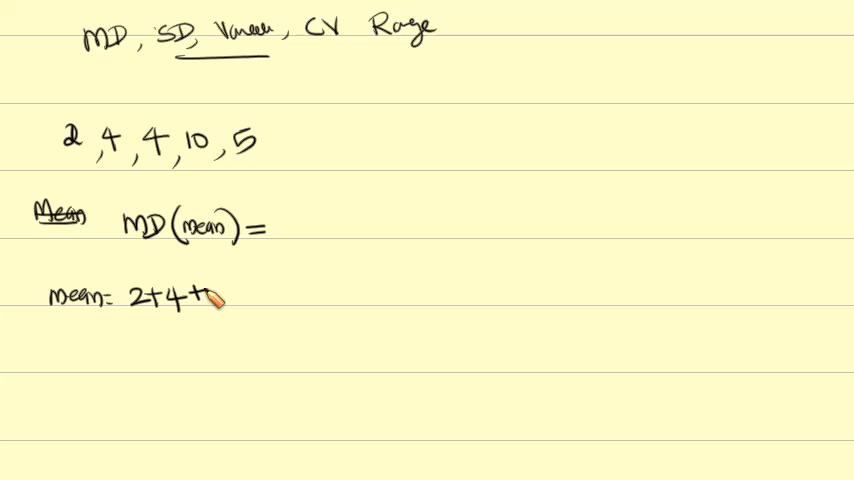 MD, SD, Variance, CV Range
2, 4, 4, 10, 5
Mean MD (mean) =
mean = 2+4+